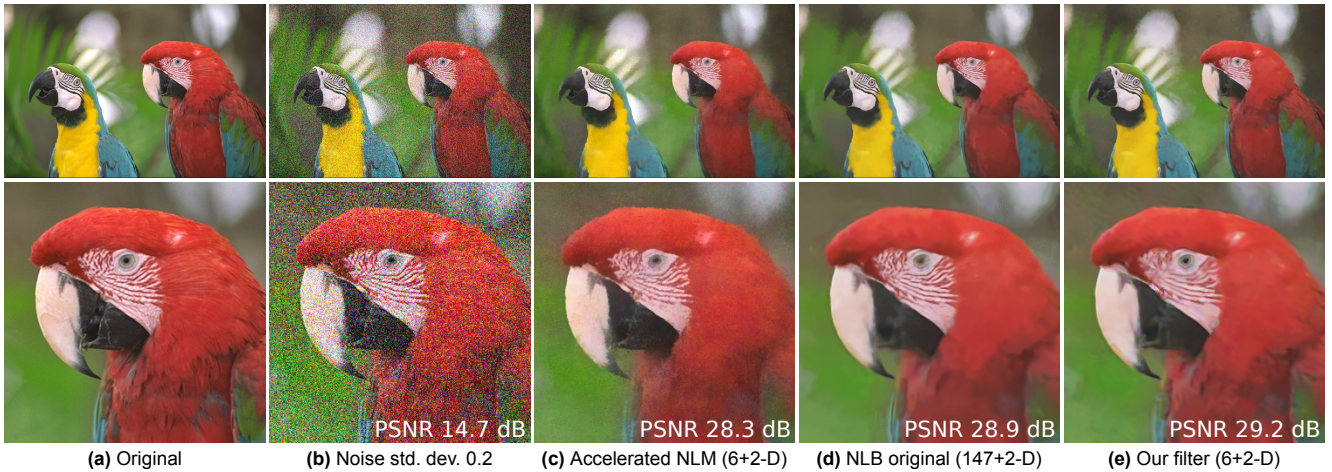 PSNR 14.7 dB
PSNR 28.3 dB
PSNR 28.9 dB
PSNR 29.2 dB
(a) Original
(b) Noise std. dev. 0.2
(c) Accelerated NLM (6+2-D)
(d) NLB original (147+2-D)
(e) Our filter (6+2-D)